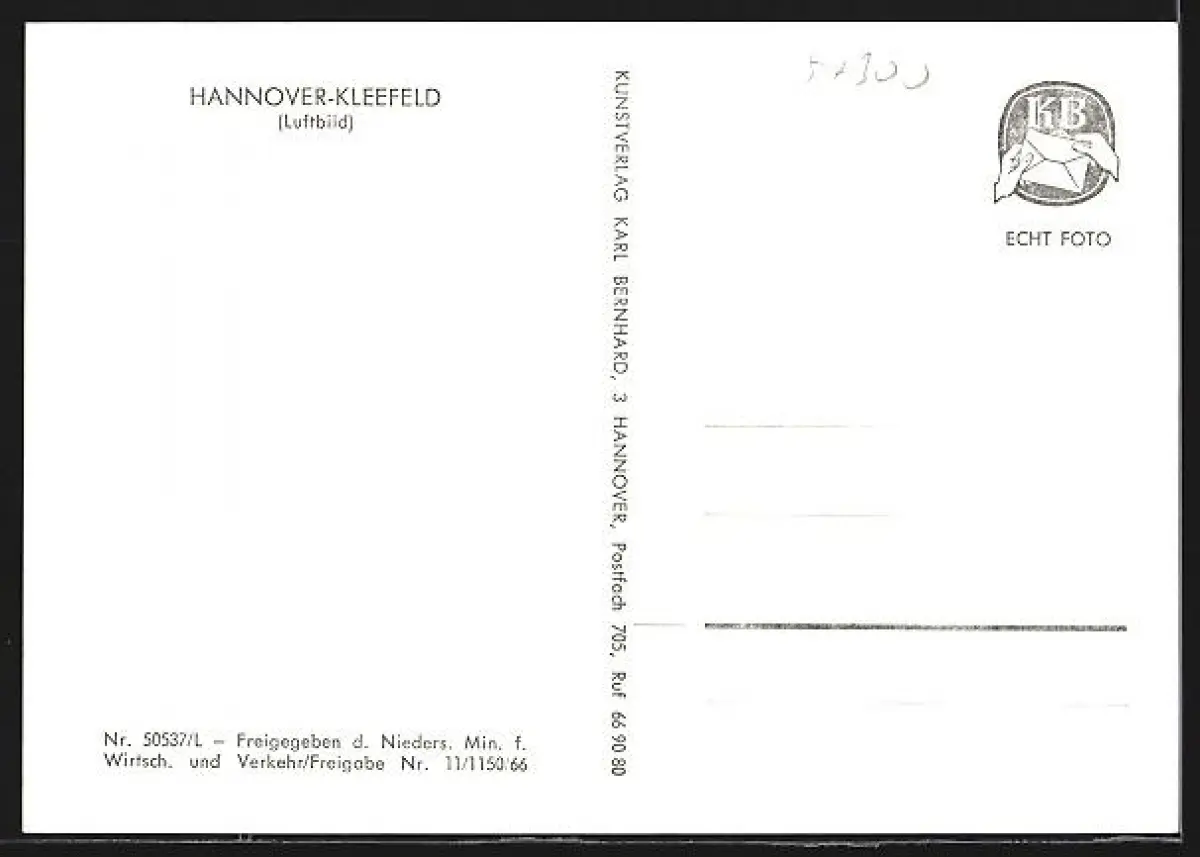 HANNOVER-KLEEFELD
(Luftbild)
Nr. 50537/L – Freigegeben d. Nieders. Min. f.
Wirtsch. und Verkehr/Freigabe Nr. 11/1150/66
KUNSTVERLAG KARL BERNHARD, 3 HANNOVER, Postfach 705, Ruf 66 90 80
KB
ECHT FOTO